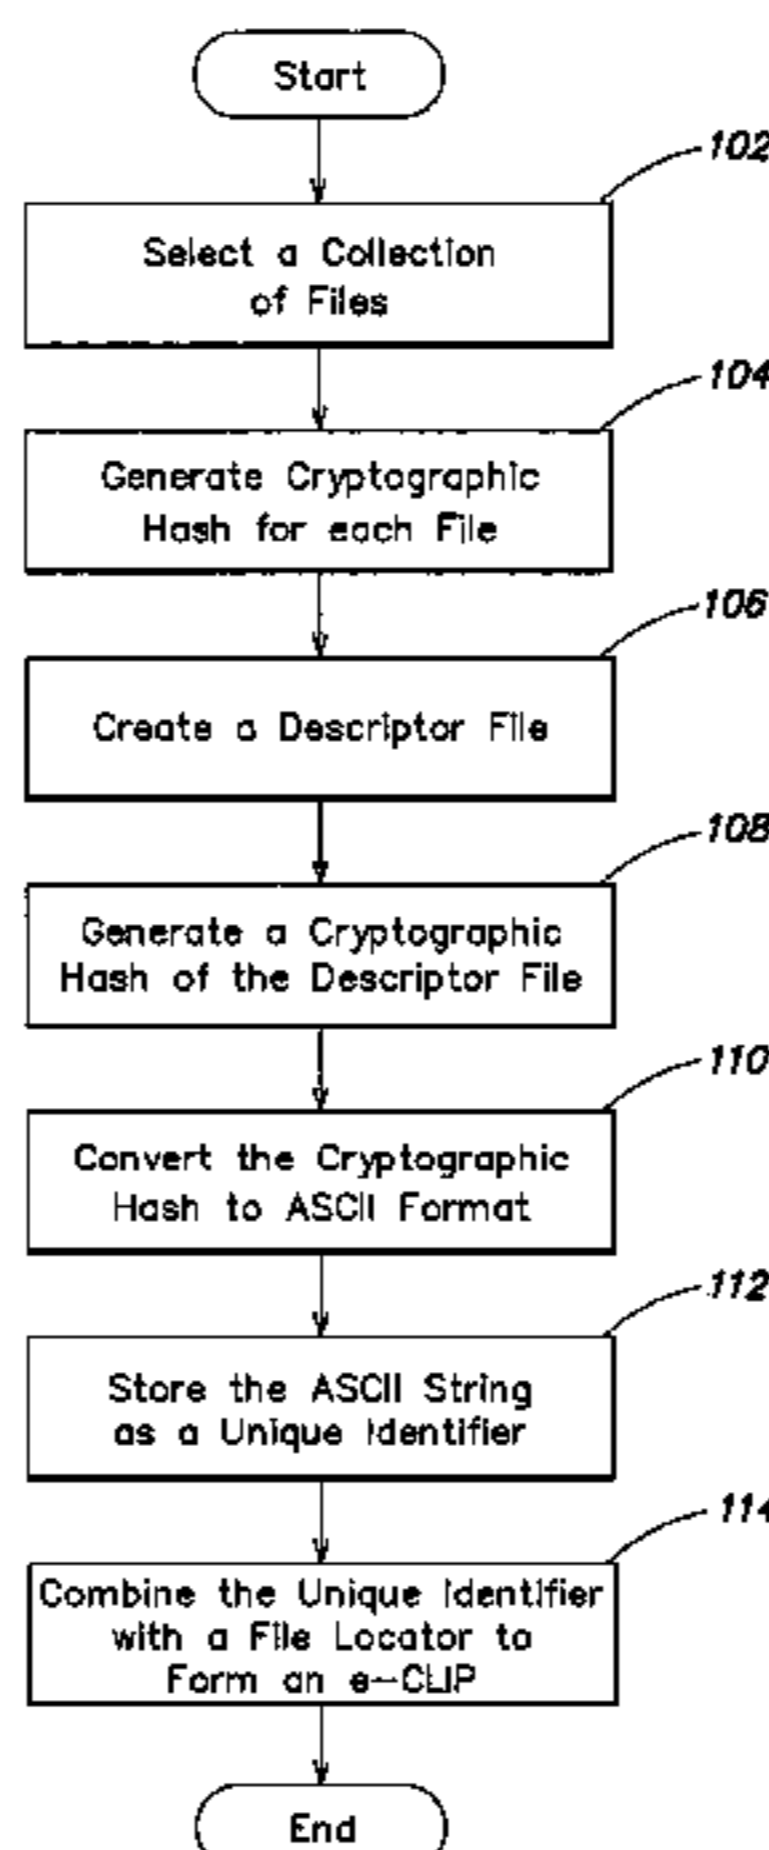 Start
102
Select a Collection
of Files
104
Generate Cryptographic
Hash for each File
106
Create a Descriptor File
108
Generate a Cryptographic
Hash of the Descriptor File
110
Convert the Cryptographic
Hash to ASCII Format
112
Store the ASCII String
as a Unique Identifier
114
Combine the Unique Identifier
with a File Locator to
Form an e-CLIP
End